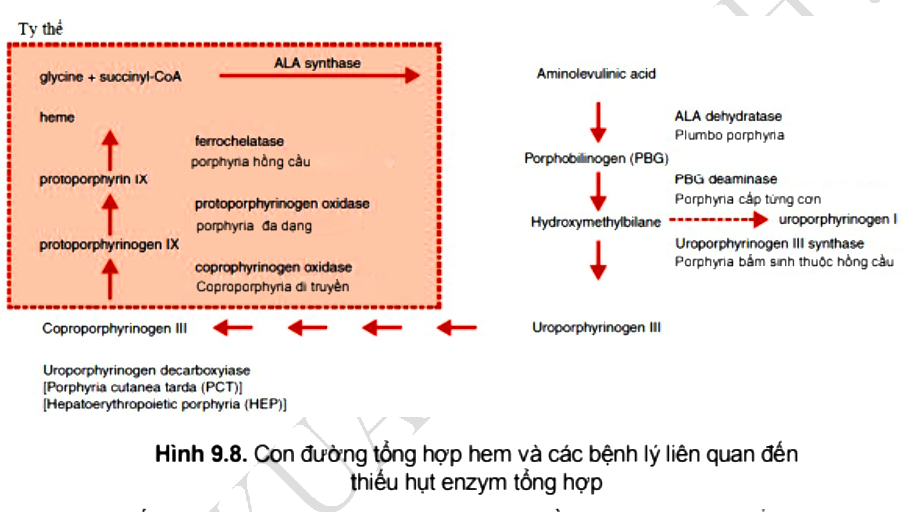 Ty thể
glycine + succinyl-CoA
ALA synthase
Aminolevulinic acid
heme
ALA dehydratase
Plumbo porphyria
ferrochelatase
porphyria hồng cầu
Porphobilinogen (PBG)
protoporphyrin IX
PBG deaminase
Porphyria cấp từng cơn
protoporphyrinogen oxidase
porphyria đa dạng
Hydroxymethylbilane
uroporphyrinogen I
protoporphyrinogen IX
Uroporphyrinogen III synthase
Porphyria bẩm sinh thuộc hồng cầu
coprophyrinogen oxidase
Coproporphyria di truyền
Coproporphyrinogen III
Uroporphyrinogen III
Uroporphyrinogen decarboxyiase
[Porphyria cutanea tarda (PCT)]
[Hepatoerythropoietic porphyria (HEP)]
Hình 9.8. Con đường tổng hợp hem và các bệnh lý liên quan đến
thiếu hụt enzym tổng hợp